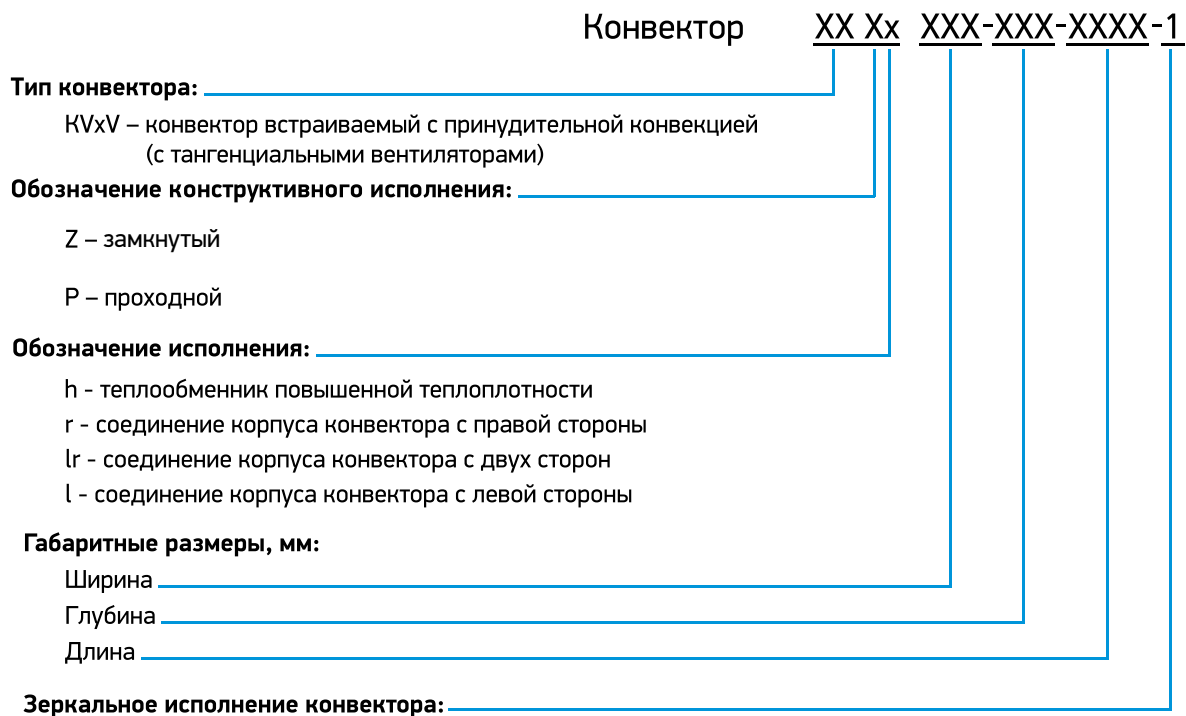 Конвектор XX Xx XXX-XXX-XXXX-1
Тип конвектора:
KVxV – конвектор встраиваемый с принудительной конвекцией
(с тангенциальными вентиляторами)
Обозначение конструктивного исполнения:
Z – замкнутый
P – проходной
Обозначение исполнения:
h - теплообменник повышенной теплоплотности
r - соединение корпуса конвектора с правой стороны
lr - соединение корпуса конвектора с двух сторон
l - соединение корпуса конвектора с левой стороны
Габаритные размеры, мм:
Ширина
Глубина
Длина
Зеркальное исполнение конвектора: